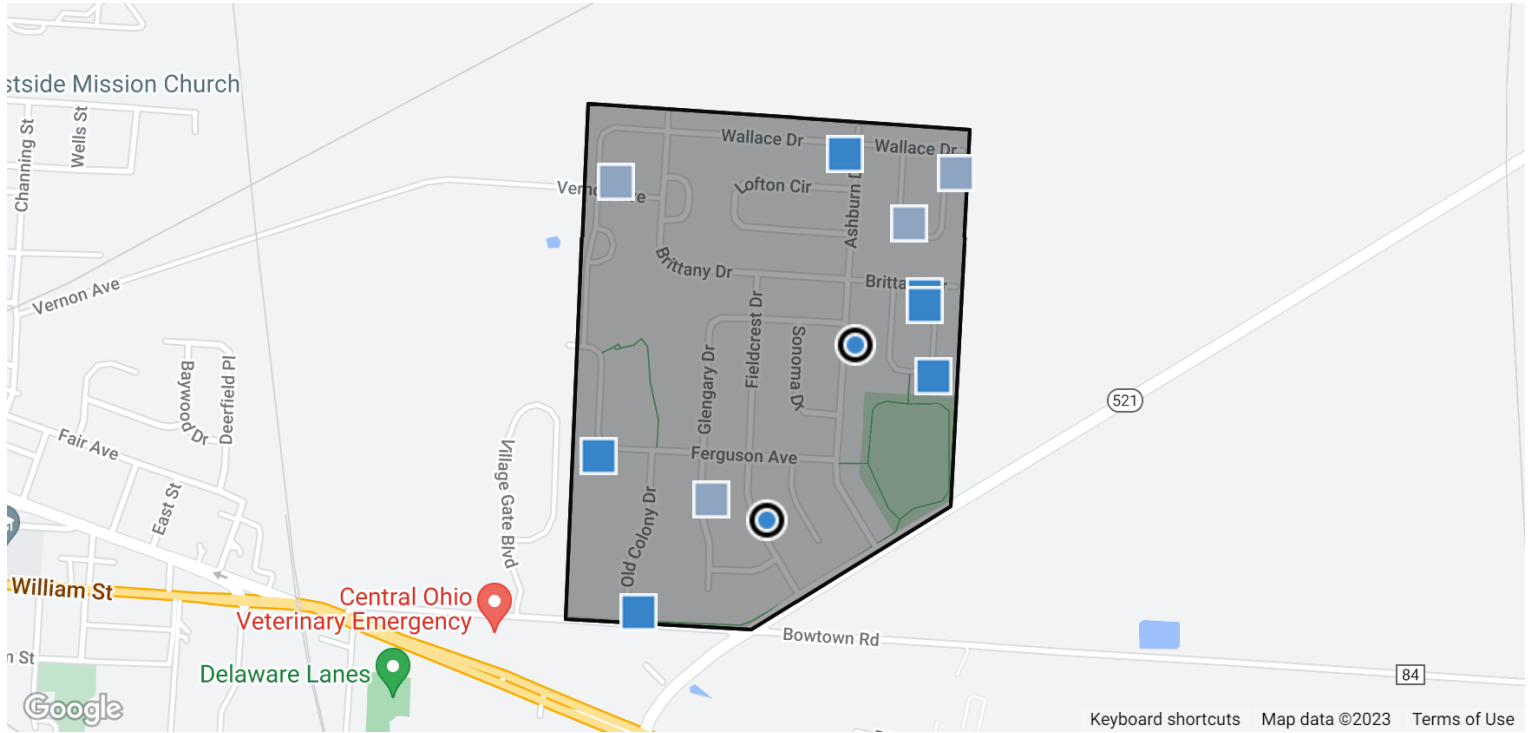 stside Mission Church
Channing St
Wells St
Wallace Dr
Wallace Dr
Lofton Cir
Ashburn D
Vernon Ave
Brittany Dr
Fieldcrest Dr
Sonoma Dr
Glengary Dr
Vernon Ave
Baywood Dr
Deerfield Pl
521
Fair Ave
Village Gate Blvd
Ferguson Ave
East St
Old Colony Dr
William St
Central Ohio
Veterinary Emergency
Bowtown Rd
n St
Delaware Lanes
84
Google
Keyboard shortcuts
Map data ©2023
Terms of Use